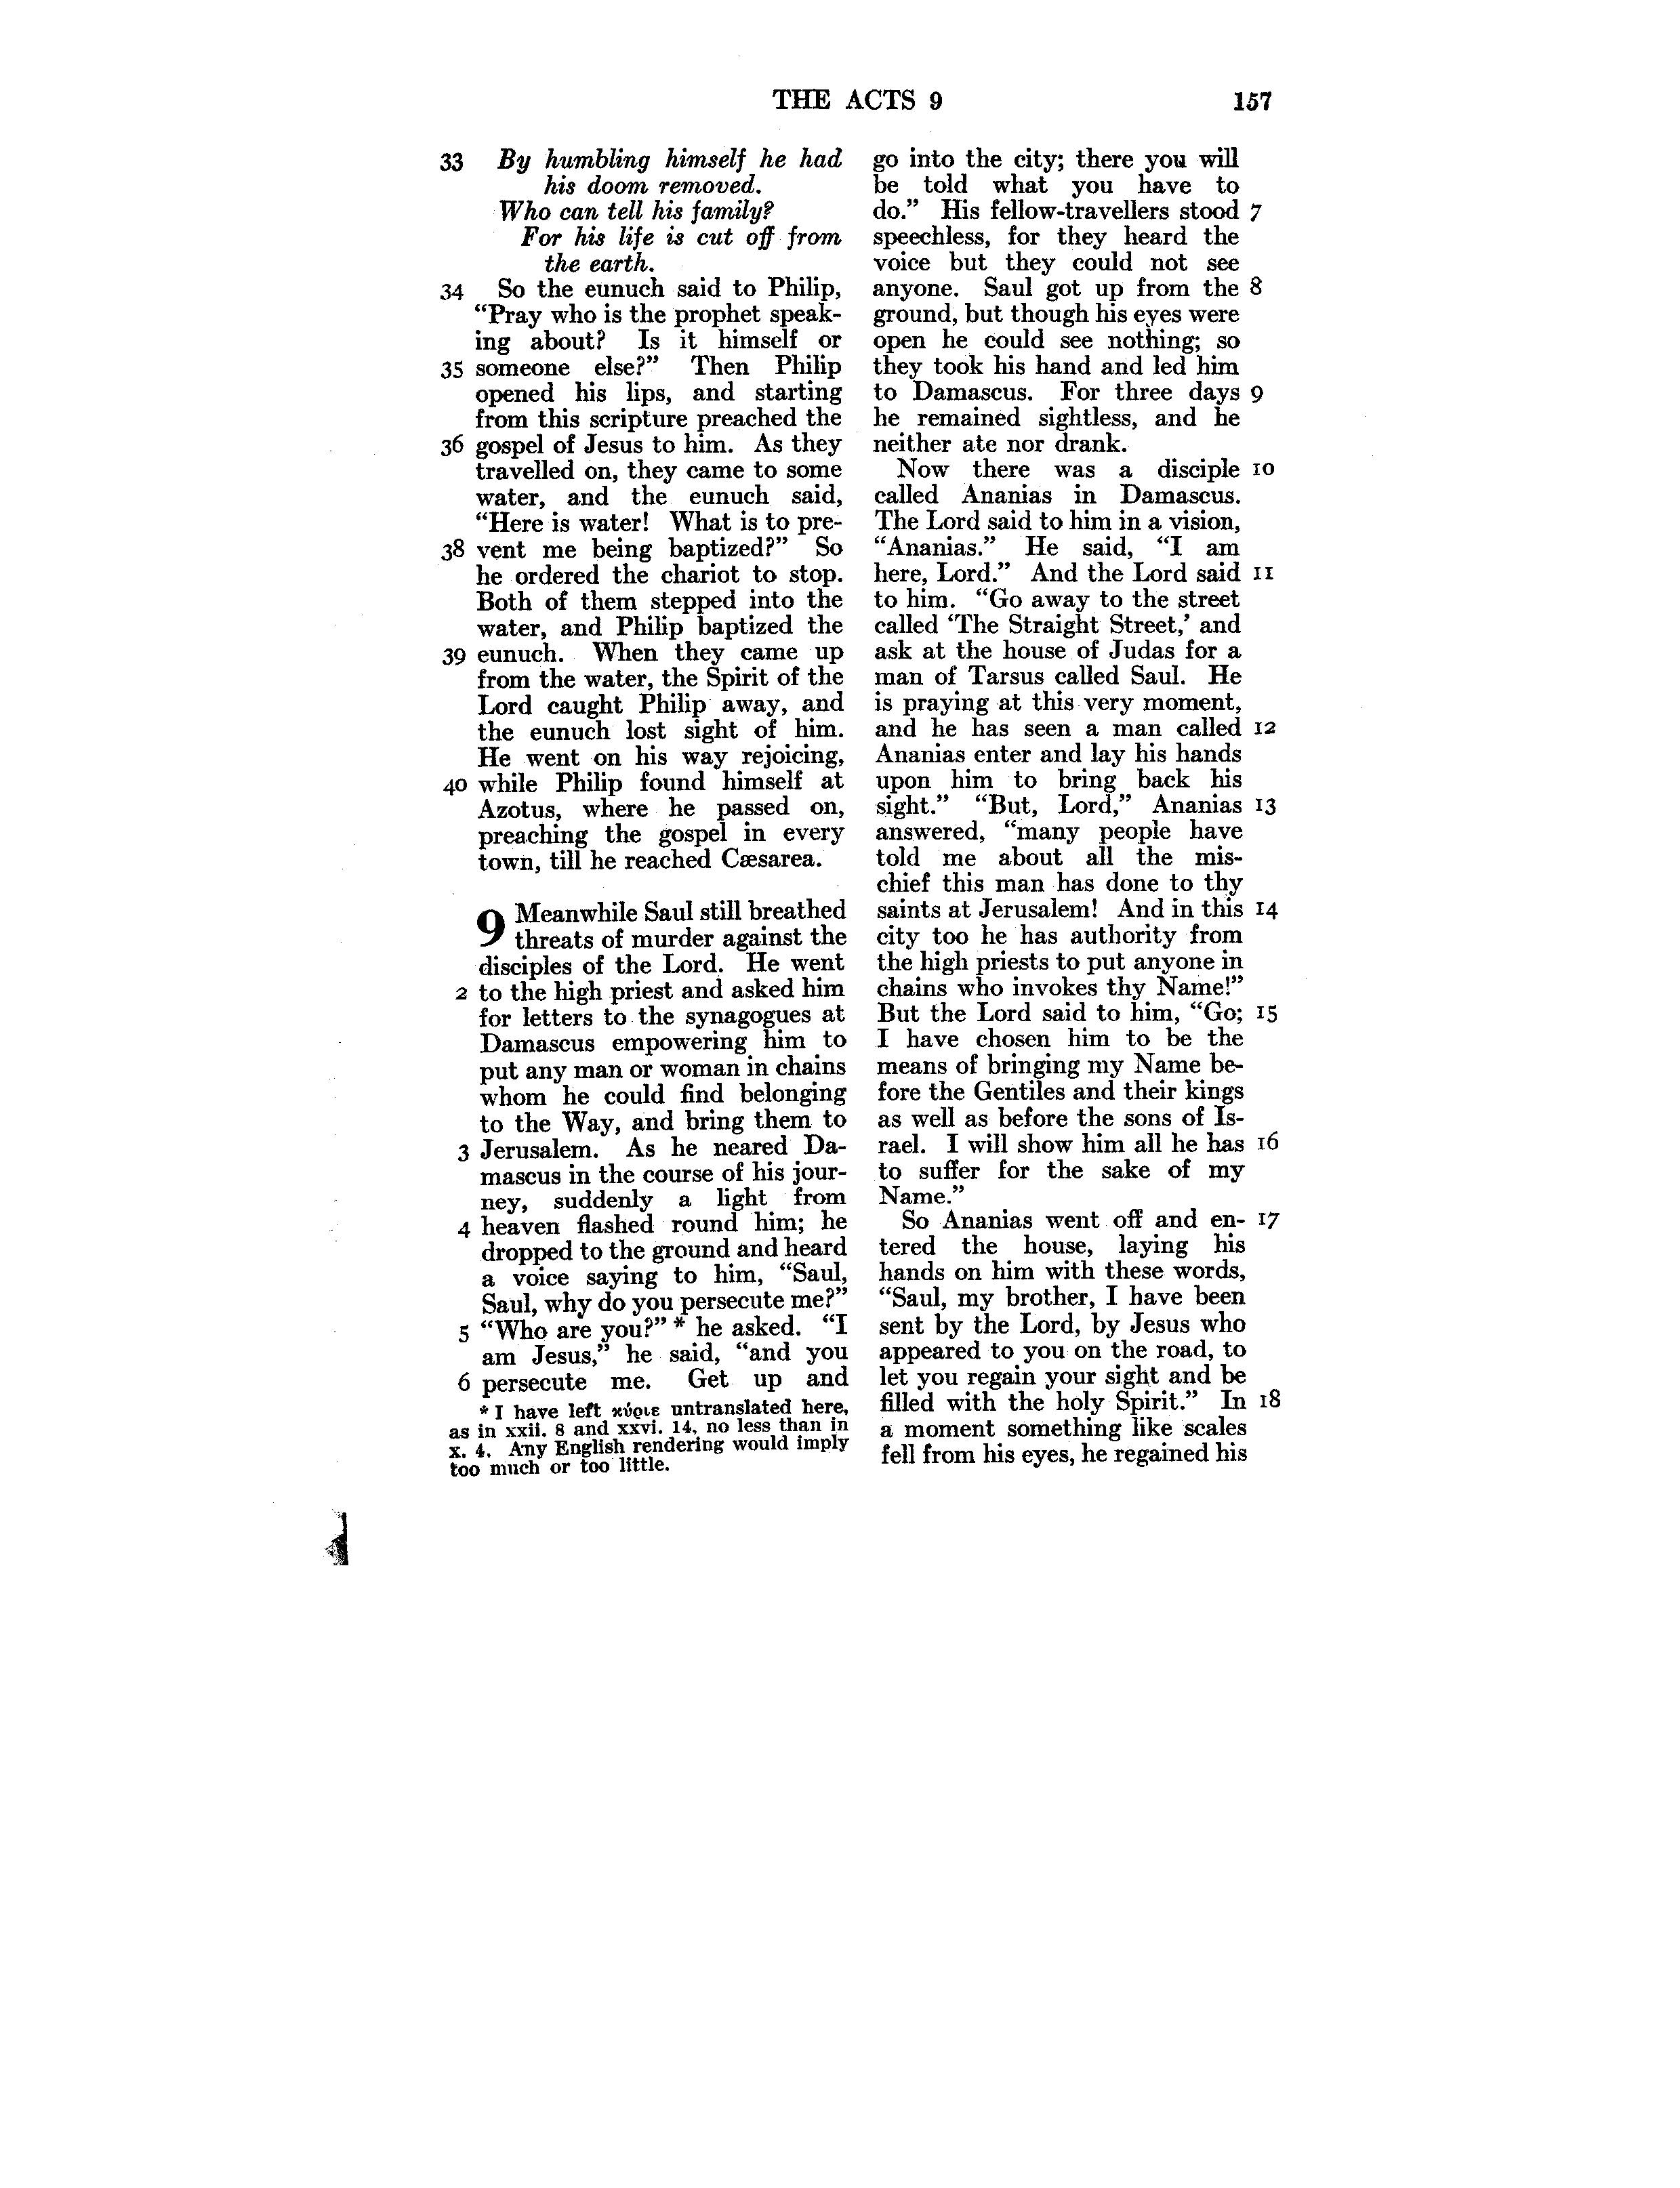 THE ACTS 9 157
33 By humbling himself he had
his doom removed.
Who can tell his family?
For his life is cut off from
the earth.
34 So the eunuch said to Philip,
“Pray who is the prophet speak-
ing about? Is it himself or
35 someone else?” Then Philip
opened his lips, and starting
from this scripture preached the
36 gospel of Jesus to him. As they
travelled on, they came to some
water, and the eunuch said,
“Here is water! What is to pre-
38 vent me being baptized?” So
he ordered the chariot to stop.
Both of them stepped into the
water, and Philip baptized the
39 eunuch. When they came up
from the water, the Spirit of the
Lord caught Philip away, and
the eunuch lost sight of him.
He went on his way rejoicing,
40 while Philip found himself at
Azotus, where he passed on,
preaching the gospel in every
town, till he reached Cæsarea.
9 Meanwhile Saul still breathed
threats of murder against the
disciples of the Lord. He went
2 to the high priest and asked him
for letters to the synagogues at
Damascus empowering him to
put any man or woman in chains
whom he could find belonging
to the Way, and bring them to
3 Jerusalem. As he neared Da-
mascus in the course of his jour-
ney, suddenly a light from
4 heaven flashed round him; he
dropped to the ground and heard
a voice saying to him, “Saul,
Saul, why do you persecute me?”
5 “Who are you?” * he asked. “I
am Jesus,” he said, “and you
6 persecute me. Get up and
* I have left κύριε untranslated here,
as in xxii. 8 and xxvi. 14, no less than in
x. 4. Any English rendering would imply
too much or too little.
go into the city; there you will
be told what you have to
do.” His fellow-travellers stood 7
speechless, for they heard the
voice but they could not see
anyone. Saul got up from the 8
ground, but though his eyes were
open he could see nothing; so
they took his hand and led him
to Damascus. For three days 9
he remained sightless, and he
neither ate nor drank.
Now there was a disciple 10
called Ananias in Damascus.
The Lord said to him in a vision,
“Ananias.” He said, “I am
here, Lord.” And the Lord said 11
to him. “Go away to the street
called ‘The Straight Street,’ and
ask at the house of Judas for a
man of Tarsus called Saul. He
is praying at this very moment,
and he has seen a man called 12
Ananias enter and lay his hands
upon him to bring back his
sight.” “But, Lord,” Ananias 13
answered, “many people have
told me about all the mis-
chief this man has done to thy
saints at Jerusalem! And in this 14
city too he has authority from
the high priests to put anyone in
chains who invokes thy Name!”
But the Lord said to him, “Go; 15
I have chosen him to be the
means of bringing my Name be-
fore the Gentiles and their kings
as well as before the sons of Is-
rael. I will show him all he has 16
to suffer for the sake of my
Name.”
So Ananias went off and en- 17
tered the house, laying his
hands on him with these words,
“Saul, my brother, I have been
sent by the Lord, by Jesus who
appeared to you on the road, to
let you regain your sight and be
filled with the holy Spirit.” In 18
a moment something like scales
fell from his eyes, he regained his